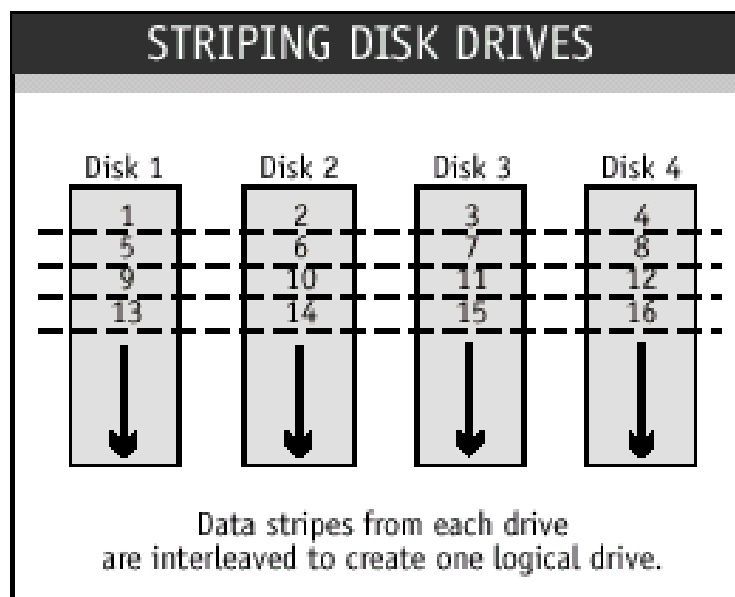 STRIPING DISK DRIVES
Disk 1 Disk 2 Disk 3 Disk 4
1 2 3 4
5 6 7 8
9 10 11 12
13 14 15 16
Data stripes from each drive
are interleaved to create one logical drive.